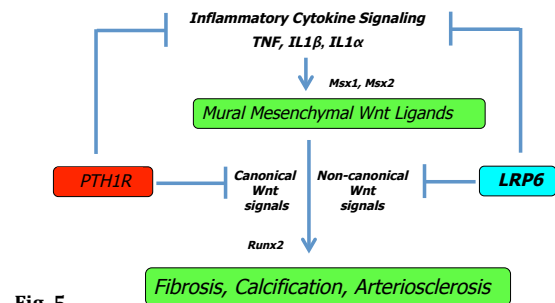 Inflammatory Cytokine Signaling
TNF, IL1β, IL1α
Msx1, Msx2
Mural Mesenchymal Wnt Ligands
PTH1R
Canonical
Wnt
signals
Non-canonical
Wnt
signals
LRP6
Runx2
Fibrosis, Calcification, Arteriosclerosis
Fig. 5